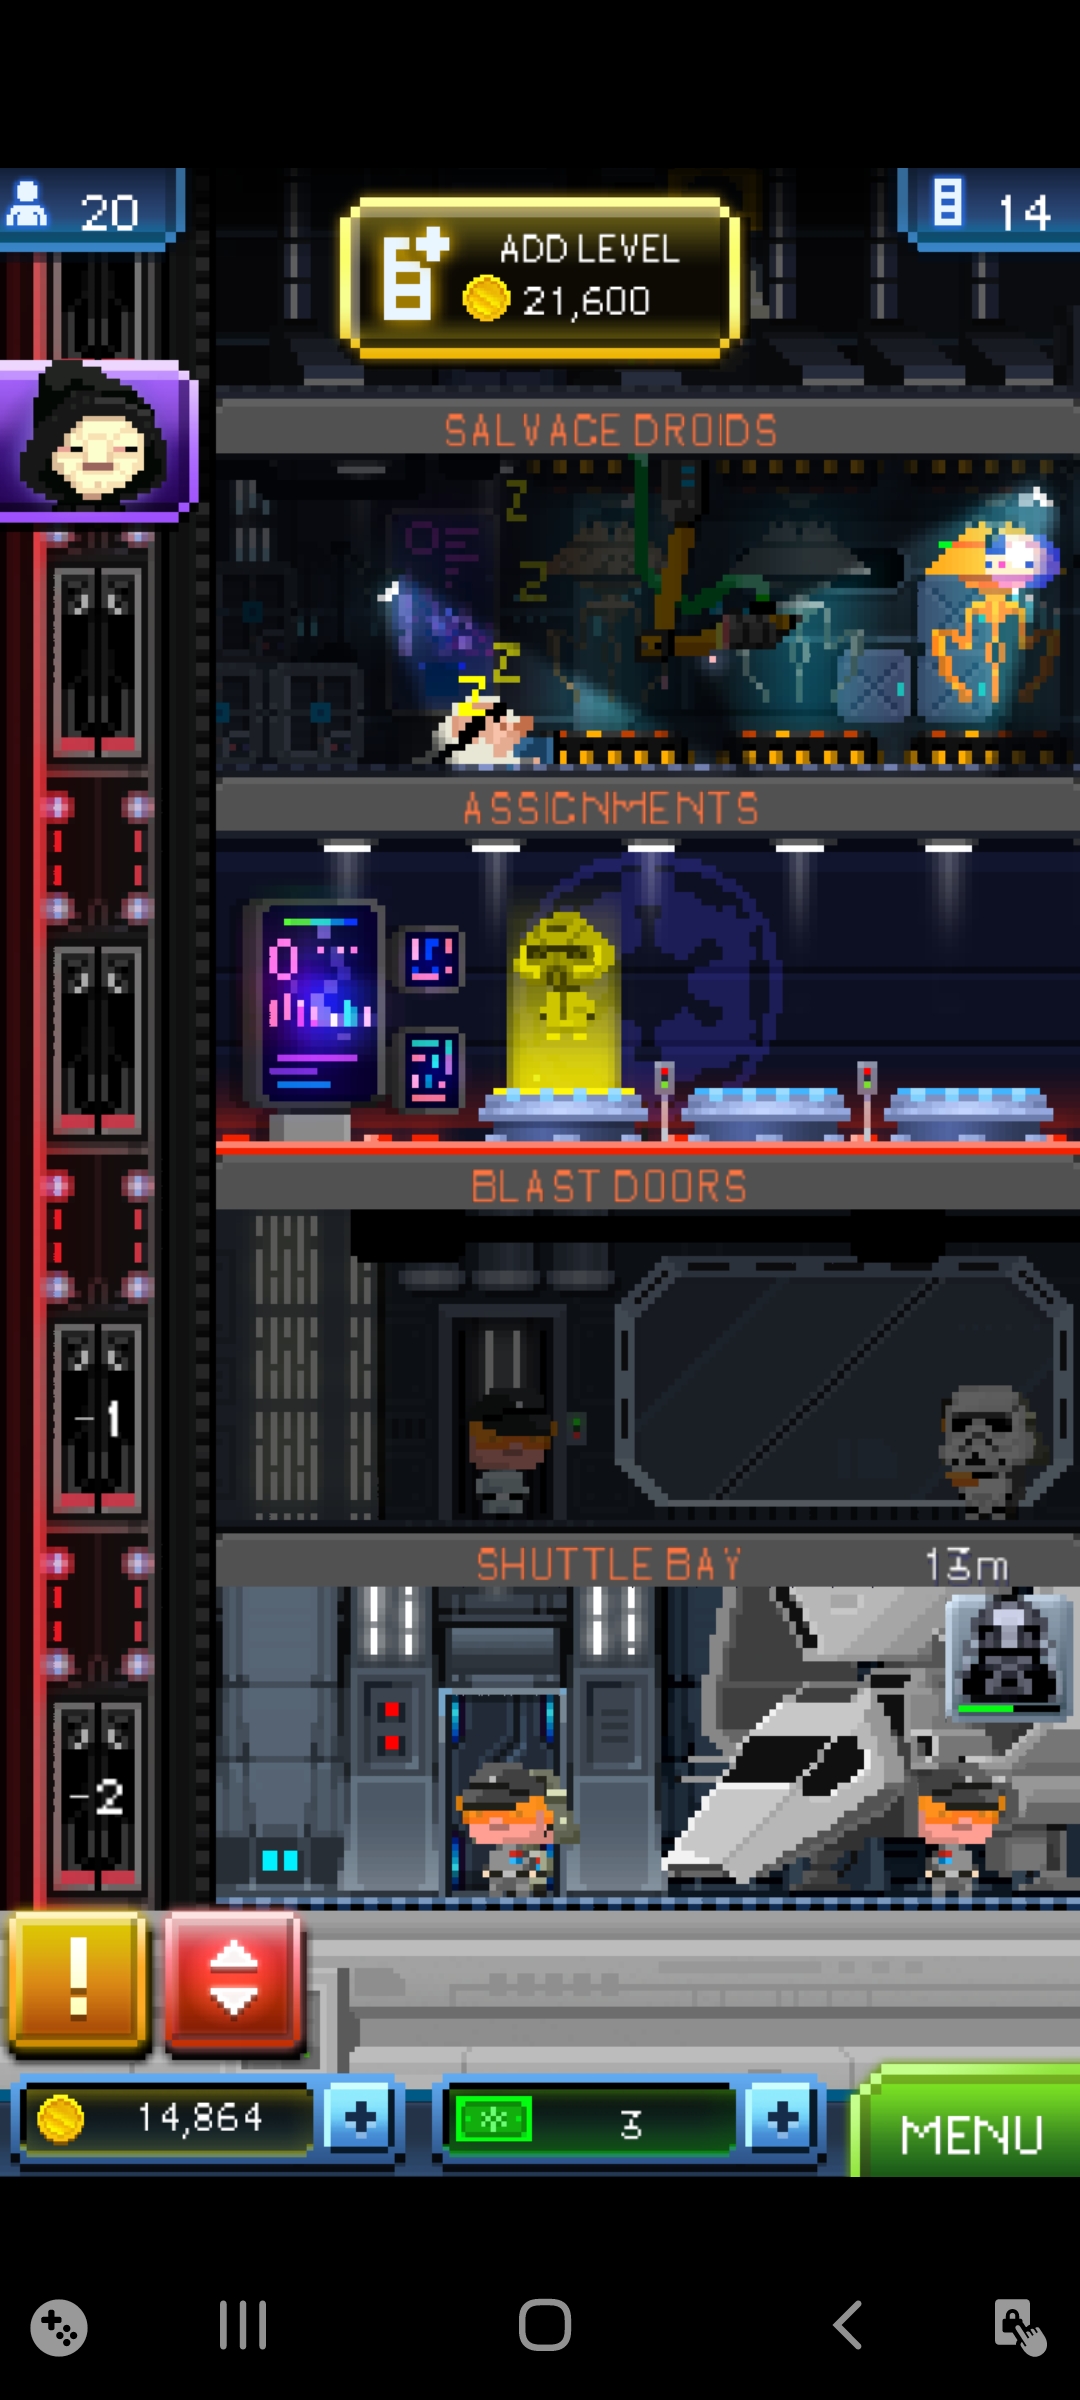 20
ADD LEVEL
21,600
14
SALVAGE DROIDS
Z
Z
Z
Z
ASSIGNMENTS
BLAST DOORS
-1
SHUTTLE BAY 13m
-2
!
14,864
3
MENU